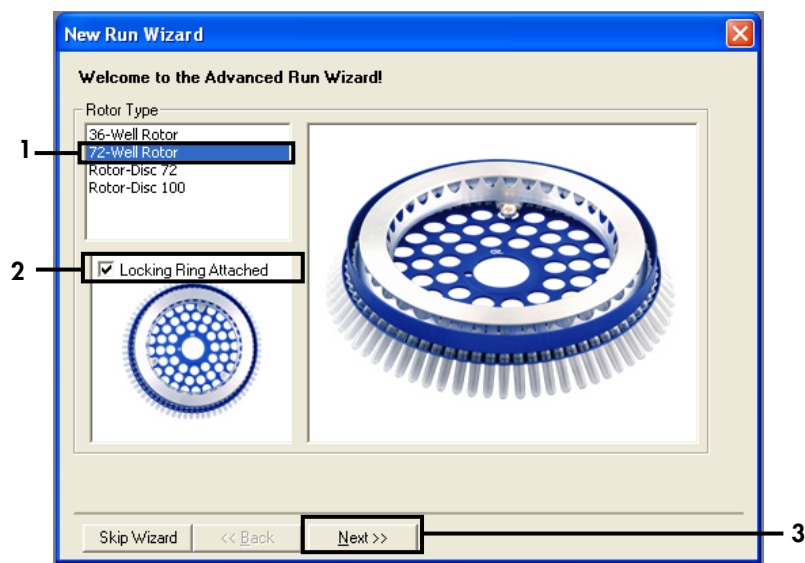 New Run Wizard
Welcome to the Advanced Run Wizard!
Rotor Type
36-Well Rotor
1
72-Well Rotor
Rotor-Disc 72
Rotor-Disc 100
2
Locking Ring Attached
Skip Wizard
<< Back
Next >>
3